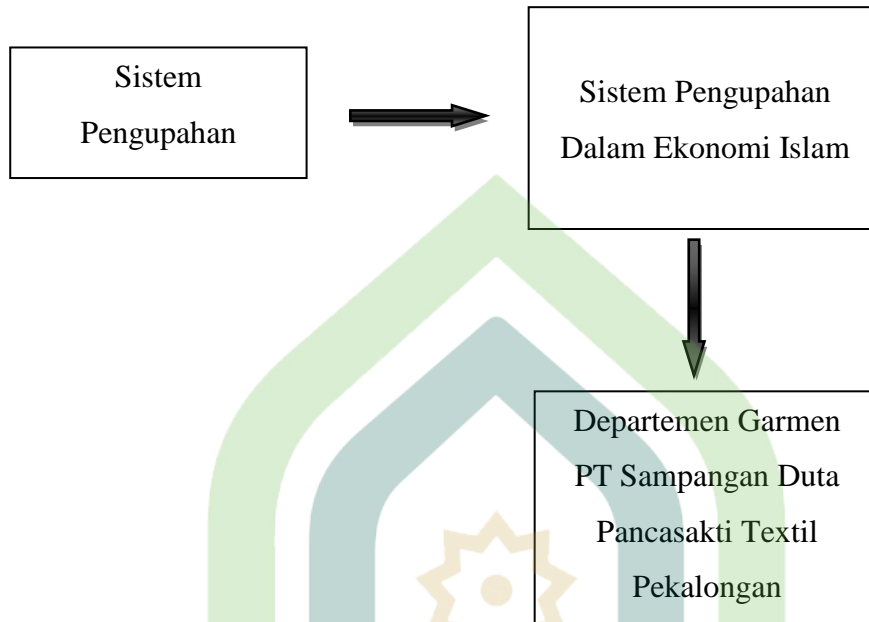 Sistem
Pengupahan
Sistem Pengupahan
Dalam Ekonomi Islam
Departemen Garmen
PT Sampangan Duta
Pancasakti Textil
Pekalongan